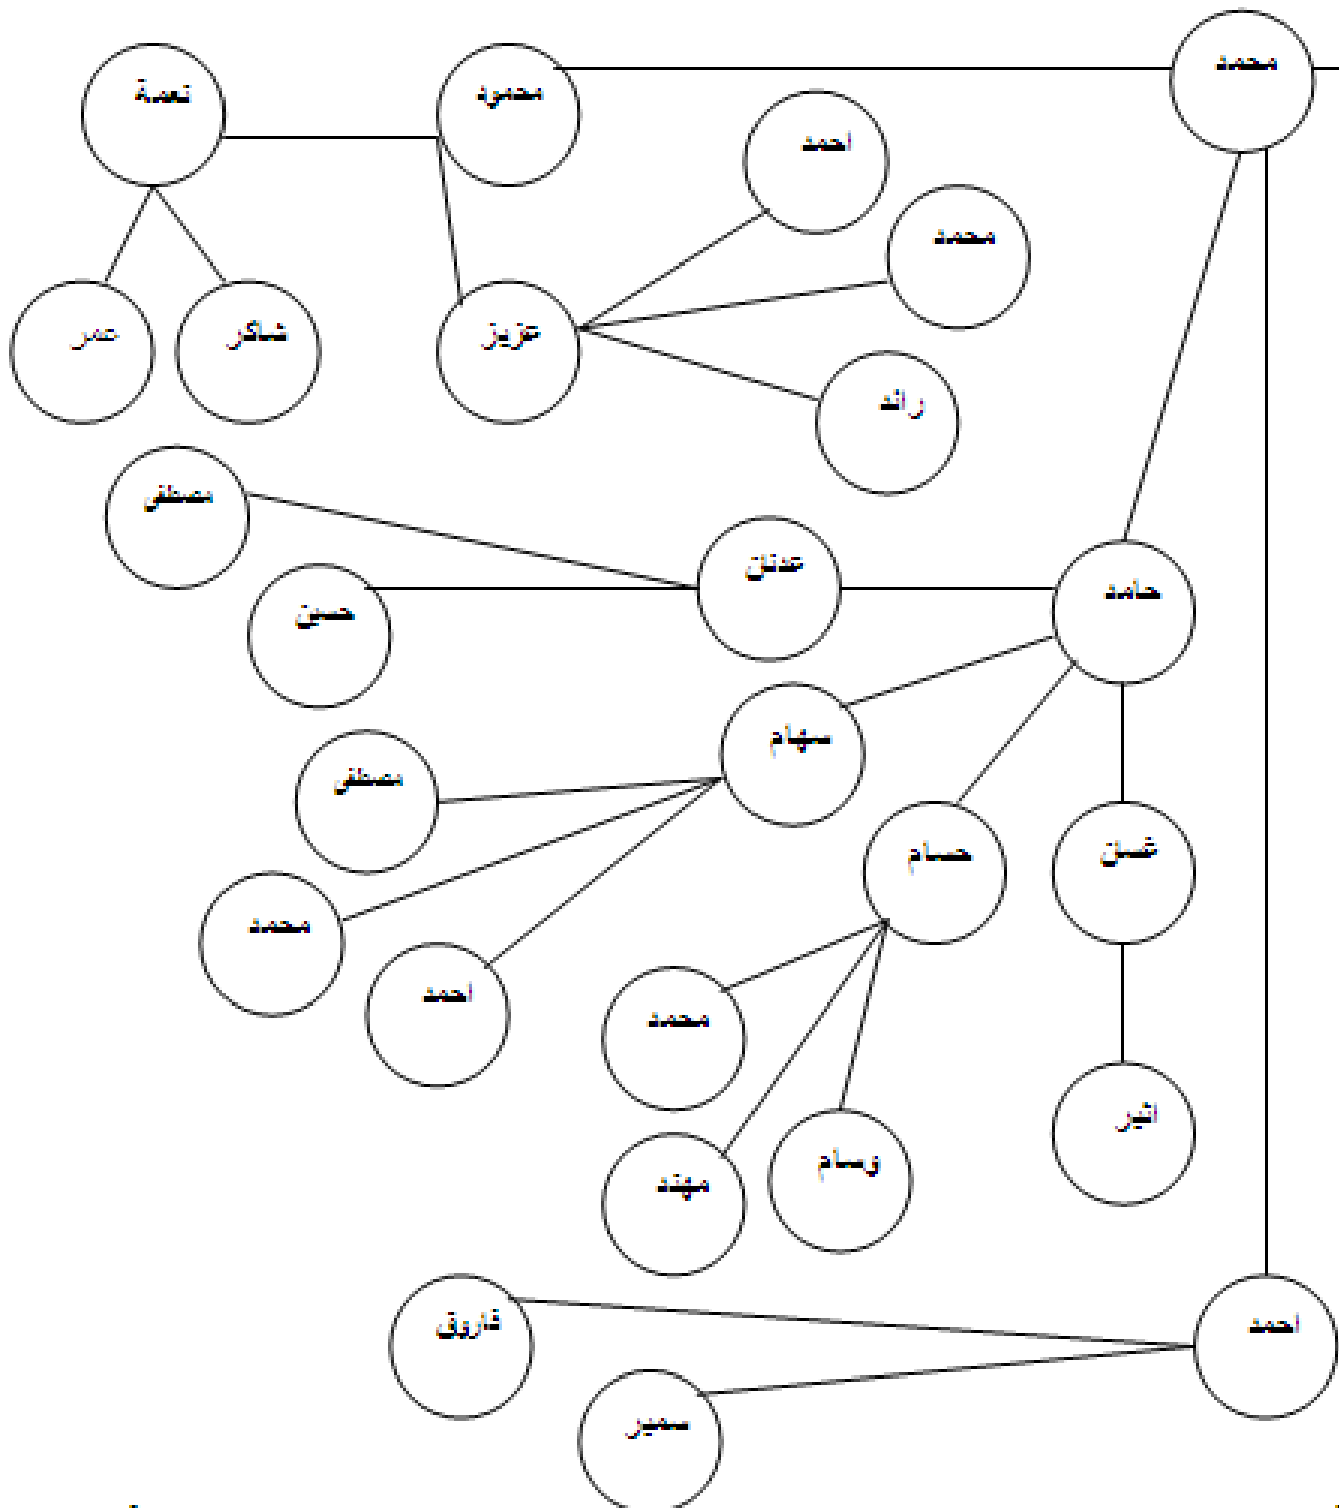 محمد
محمود
نعمة
احمد
محمد
عزيز
شاكر
عمر
رائد
مصطفى
عدنان
حامد
حسين
سهام
مصطفى
حسام
غسان
محمد
احمد
محمد
اثير
وسام
مهند
احمد
فاروق
سمير